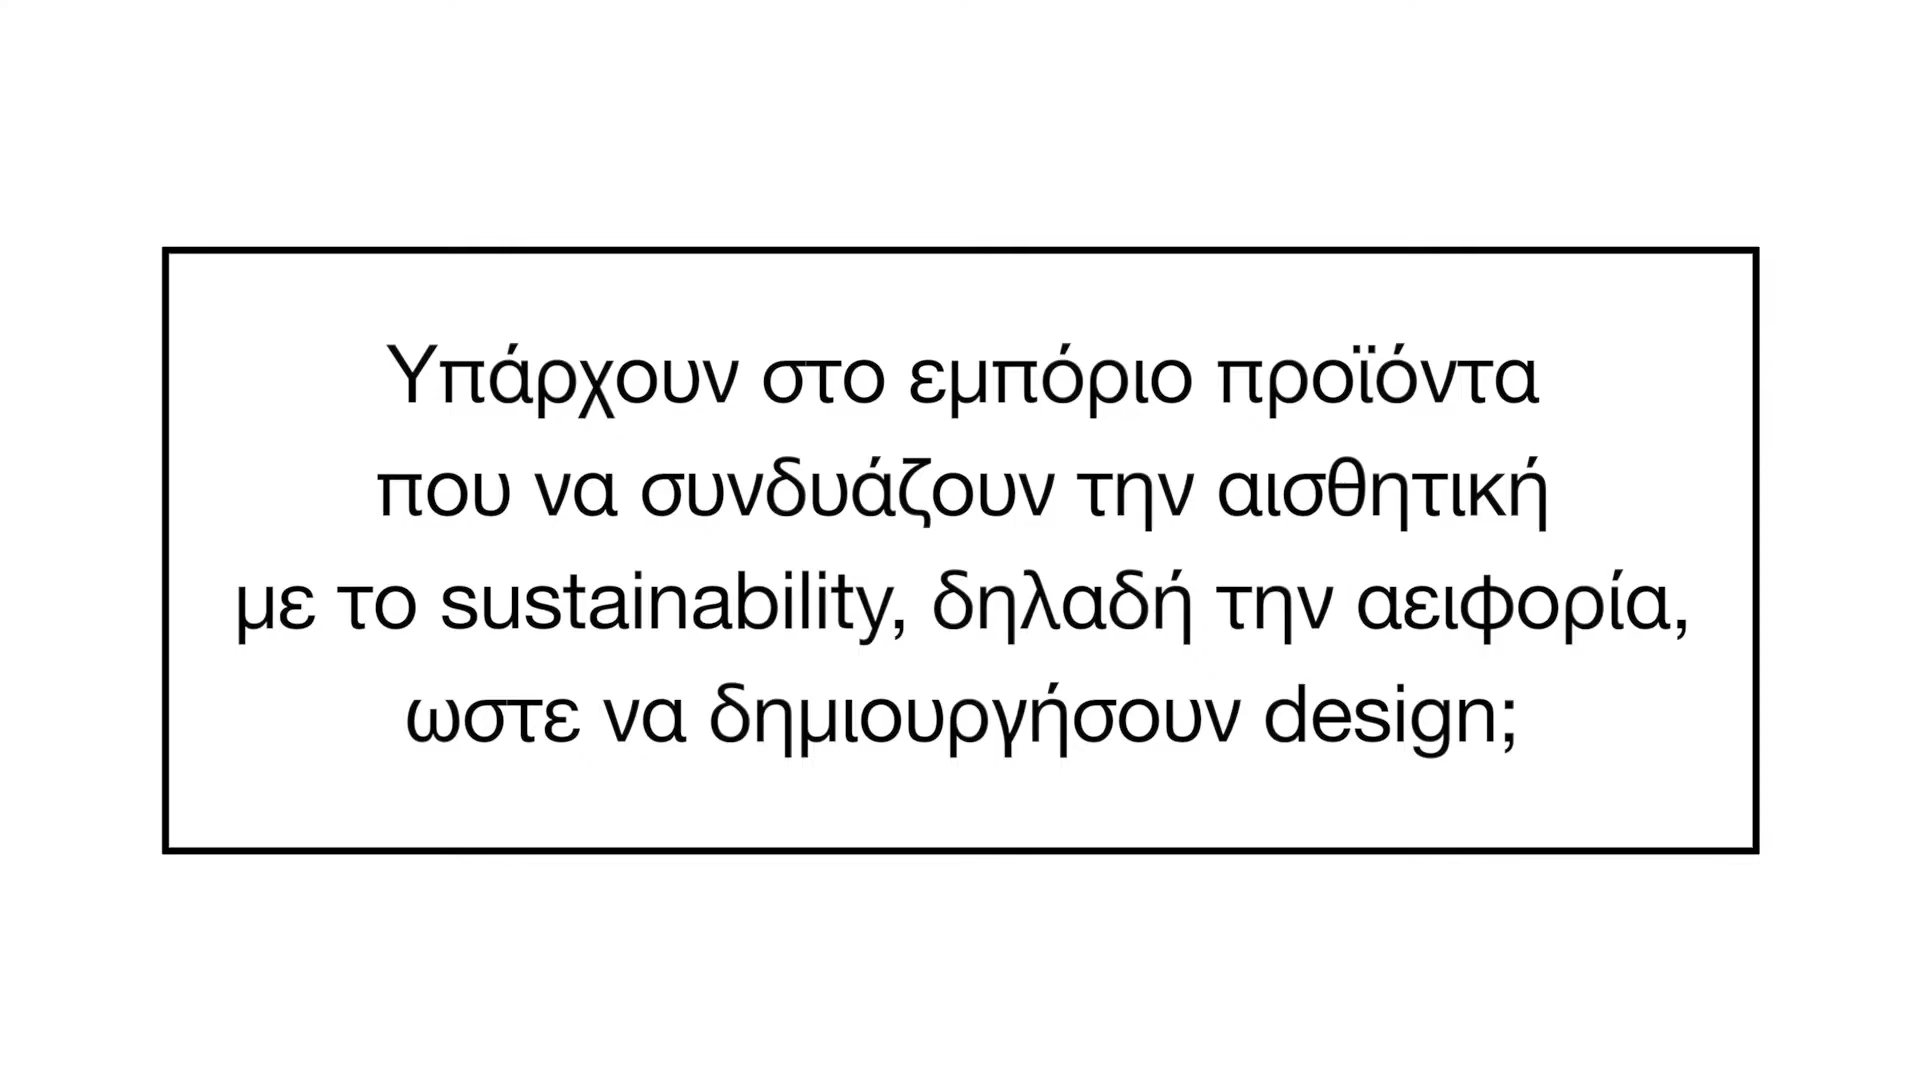 Υπάρχουν στο εμπόριο προϊόντα
που να συνδυάζουν την αισθητική
με το sustainability, δηλαδή την αειφορία,
ωστε να δημιουργήσουν design;